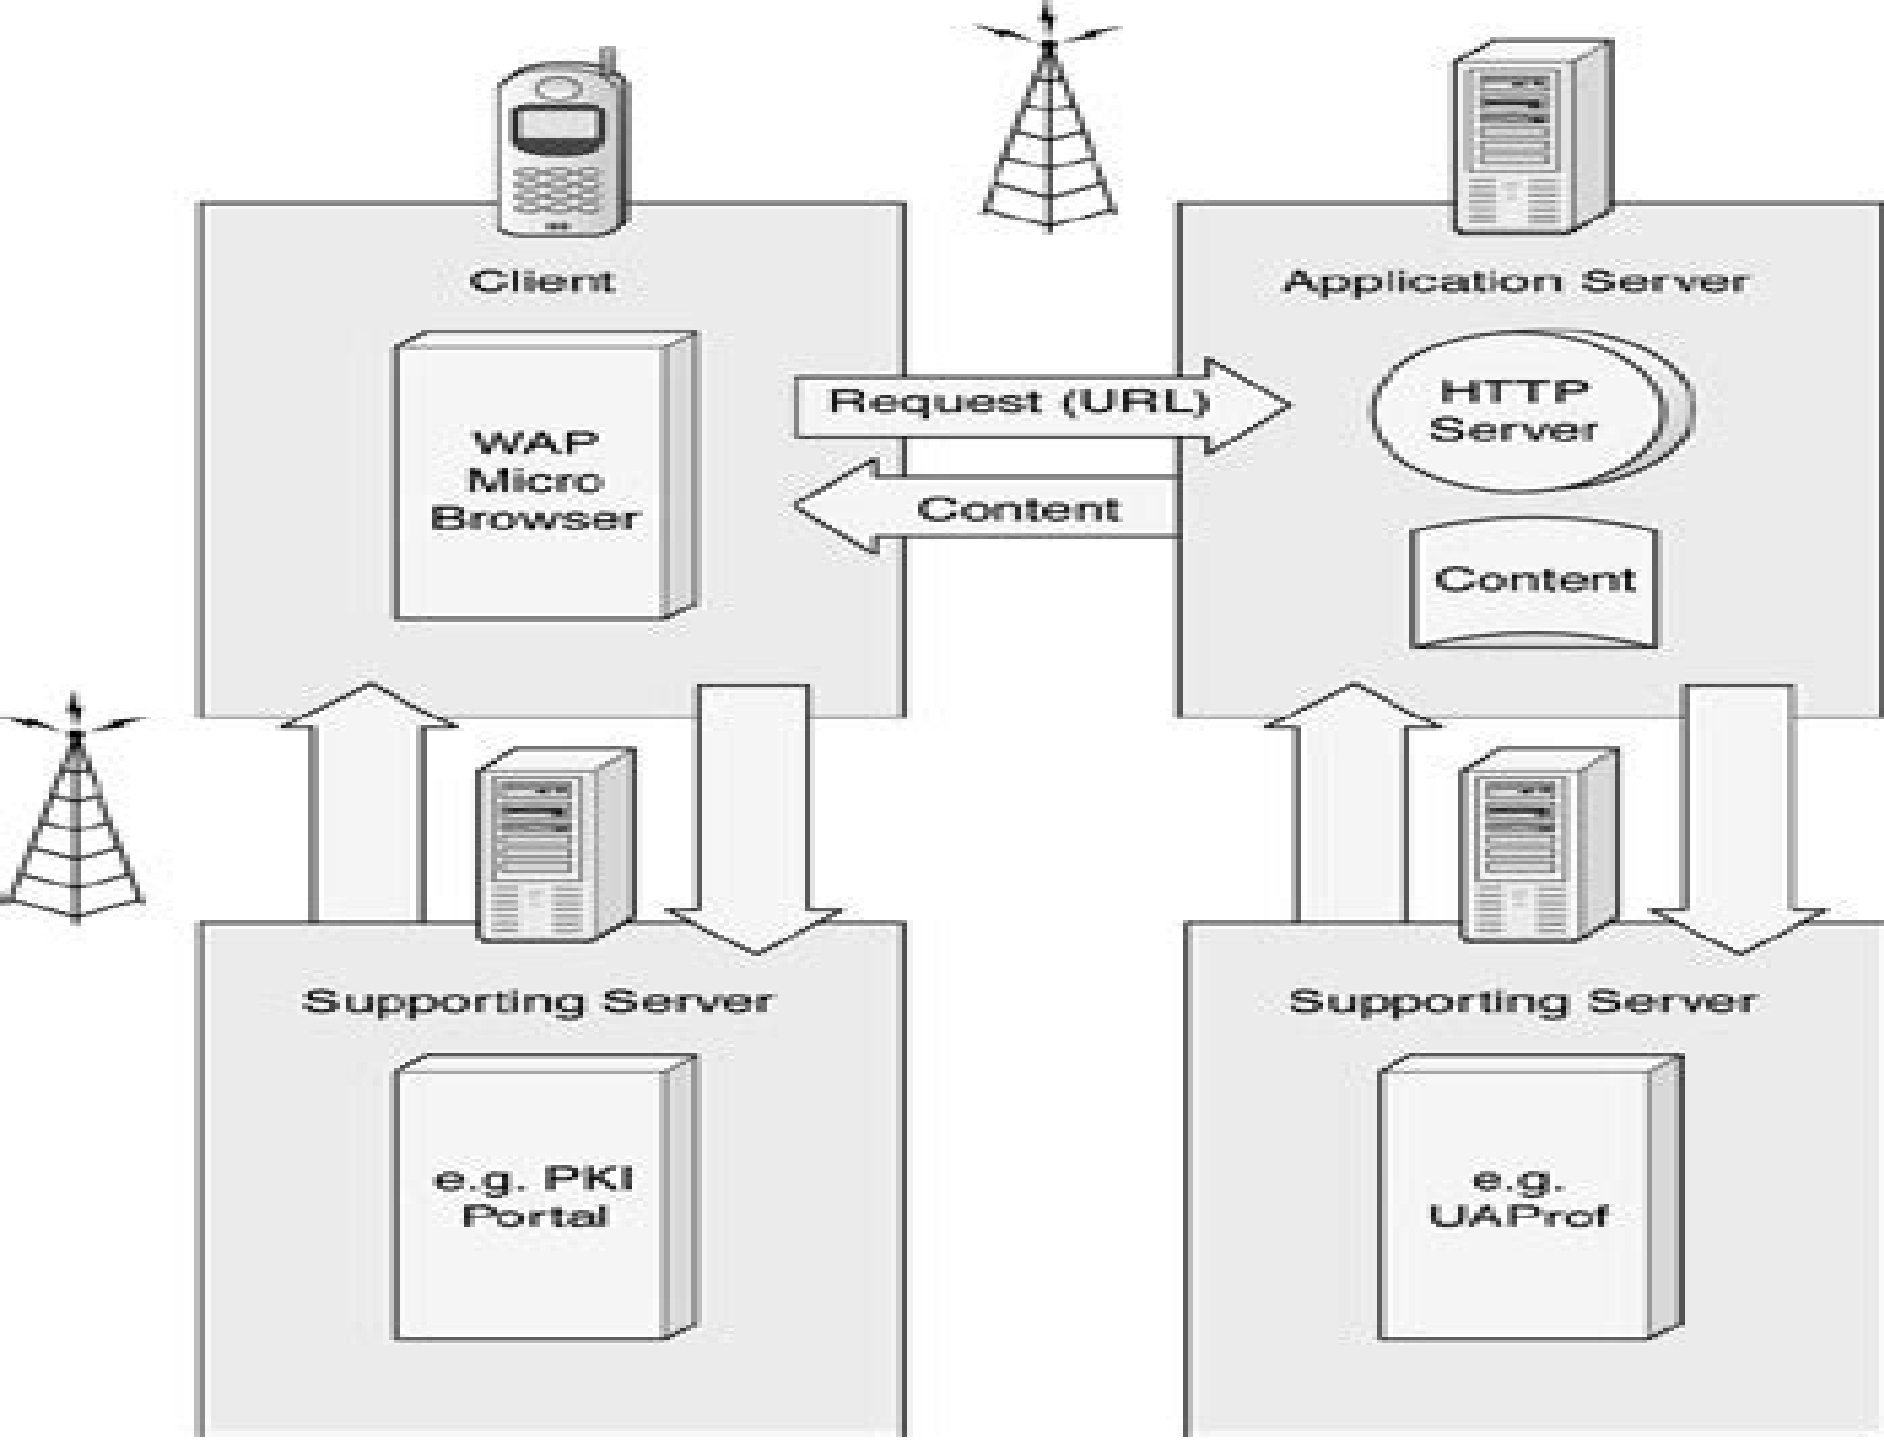 Client
Application Server
WAP
Micro
Browser
Request (URL)
Content
HTTP
Server
Content
Supporting Server
Supporting Server
e.g. PKI
Portal
e.g.
UAProf